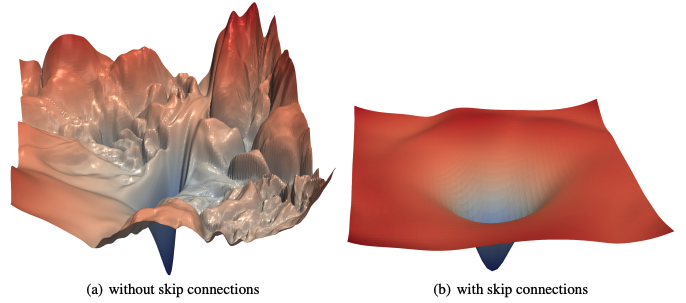 (a) without skip connections
(b) with skip connections